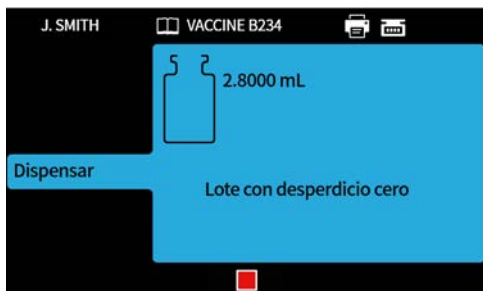 J. SMITH
VACCINE B234
2.8000 mL
Dispensar
Lote con desperdicio cero